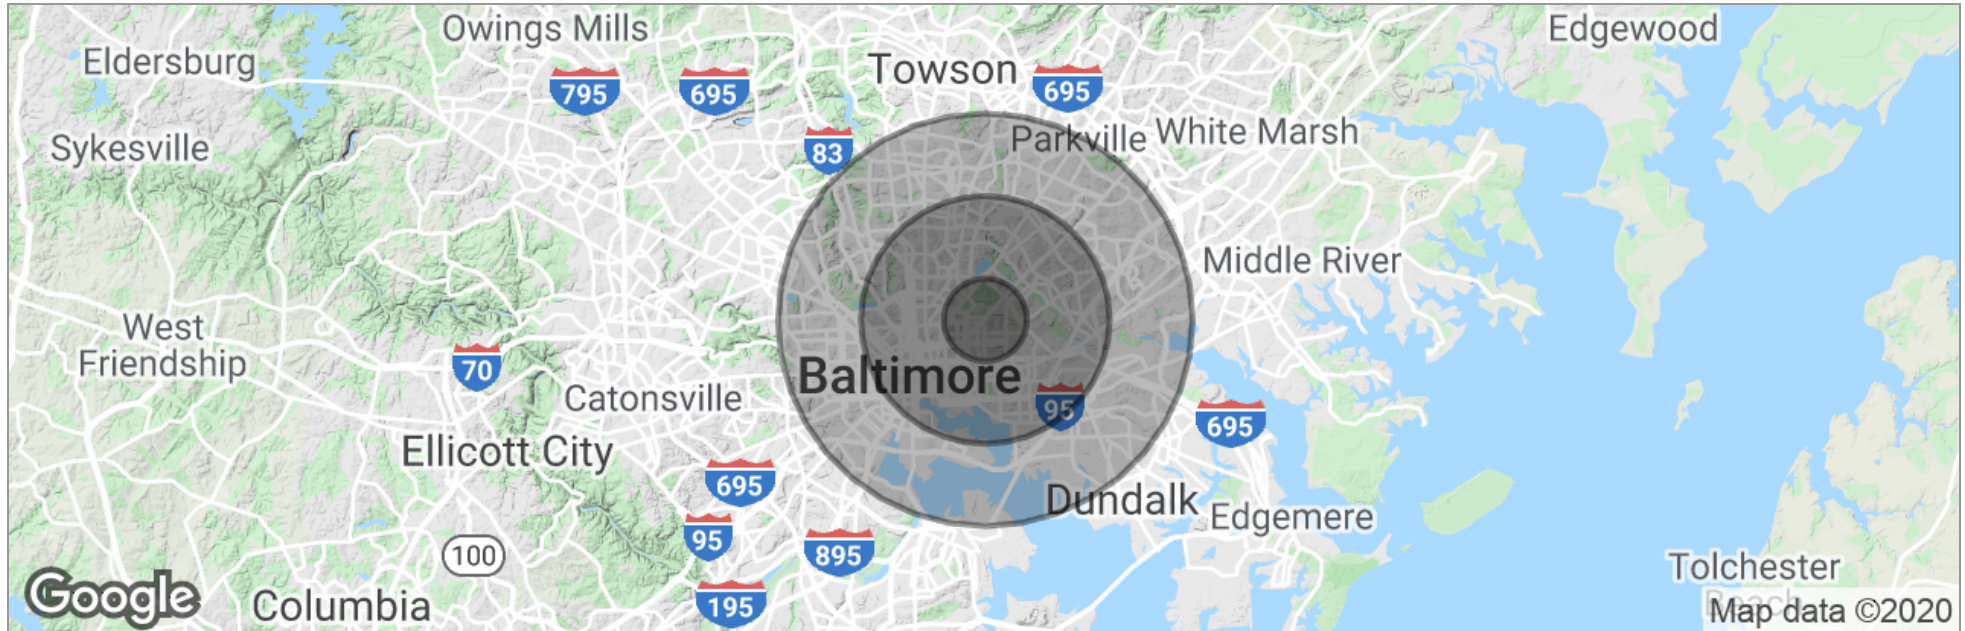 Owings Mills
Edgewood
Eldersburg
Towson
795
695
695
Parkville
White Marsh
Sykesville
83
Middle River
West
Friendship
70
Baltimore
Catonsville
95
695
Ellicott City
695
Dundalk
Edgemere
95
895
100
Tolchester
Beach
Google
Columbia
195
Map data ©2020